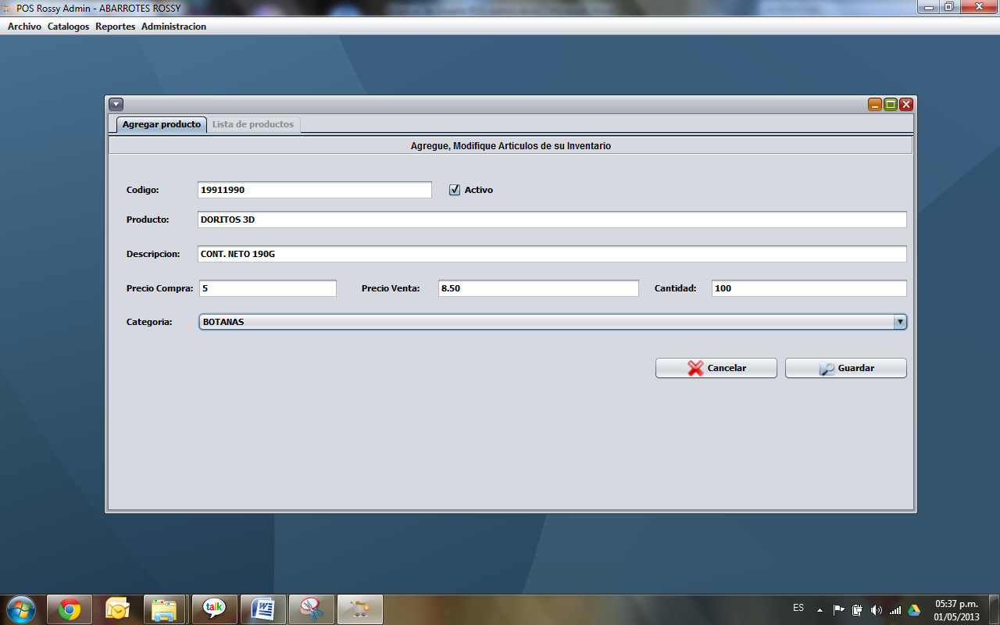 POS Rossy Admin - ABARROTES ROSSY
Archivo Catalogos Reportes Administracion
Agregar producto Lista de productos
Agregue, Modifique Articulos de su Inventario
Codigo: 19911990 Activo
Producto: DORITOS 3D
Descripcion: CONT. NETO 190G
Precio Compra: 5 Precio Venta: 8.50 Cantidad: 100
Categoria: BOTANAS
Cancelar Guardar
talk
ES
05:37 p.m.
01/05/2013